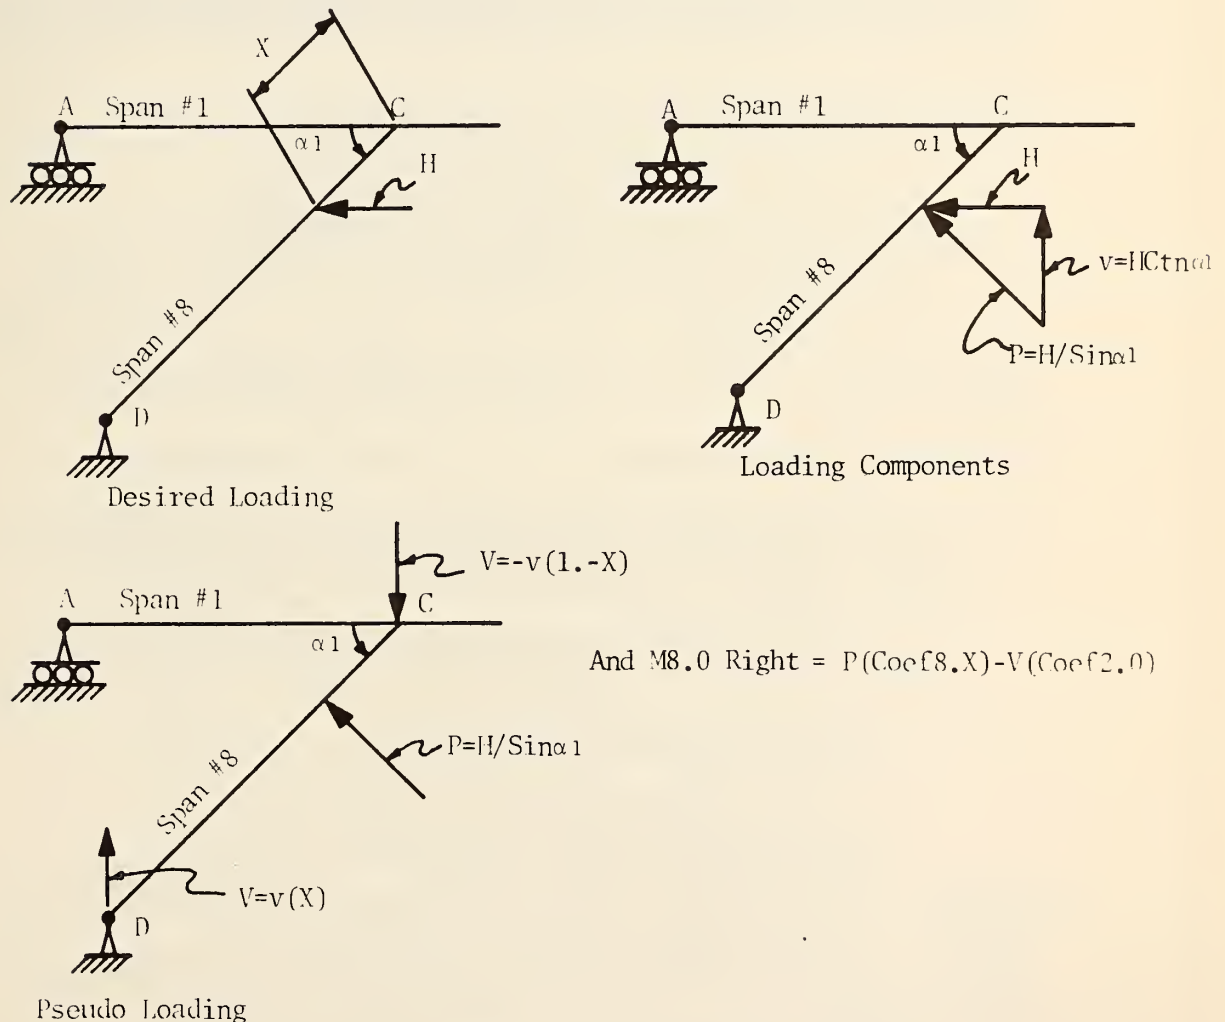 X
A Span #1 C
α1
H
Span #8
D
Desired Loading
A Span #1 C
α1
H
v=HCtnα1
Span #8
P=H/Sinα1
D
Loading Components
V=-v(1.-X)
A Span #1 C
α1
And M8.0 Right = P(Coef8.X)-V(Coef2.0)
P=H/Sinα1
Span #8
V=v(X)
D
Pseudo Loading